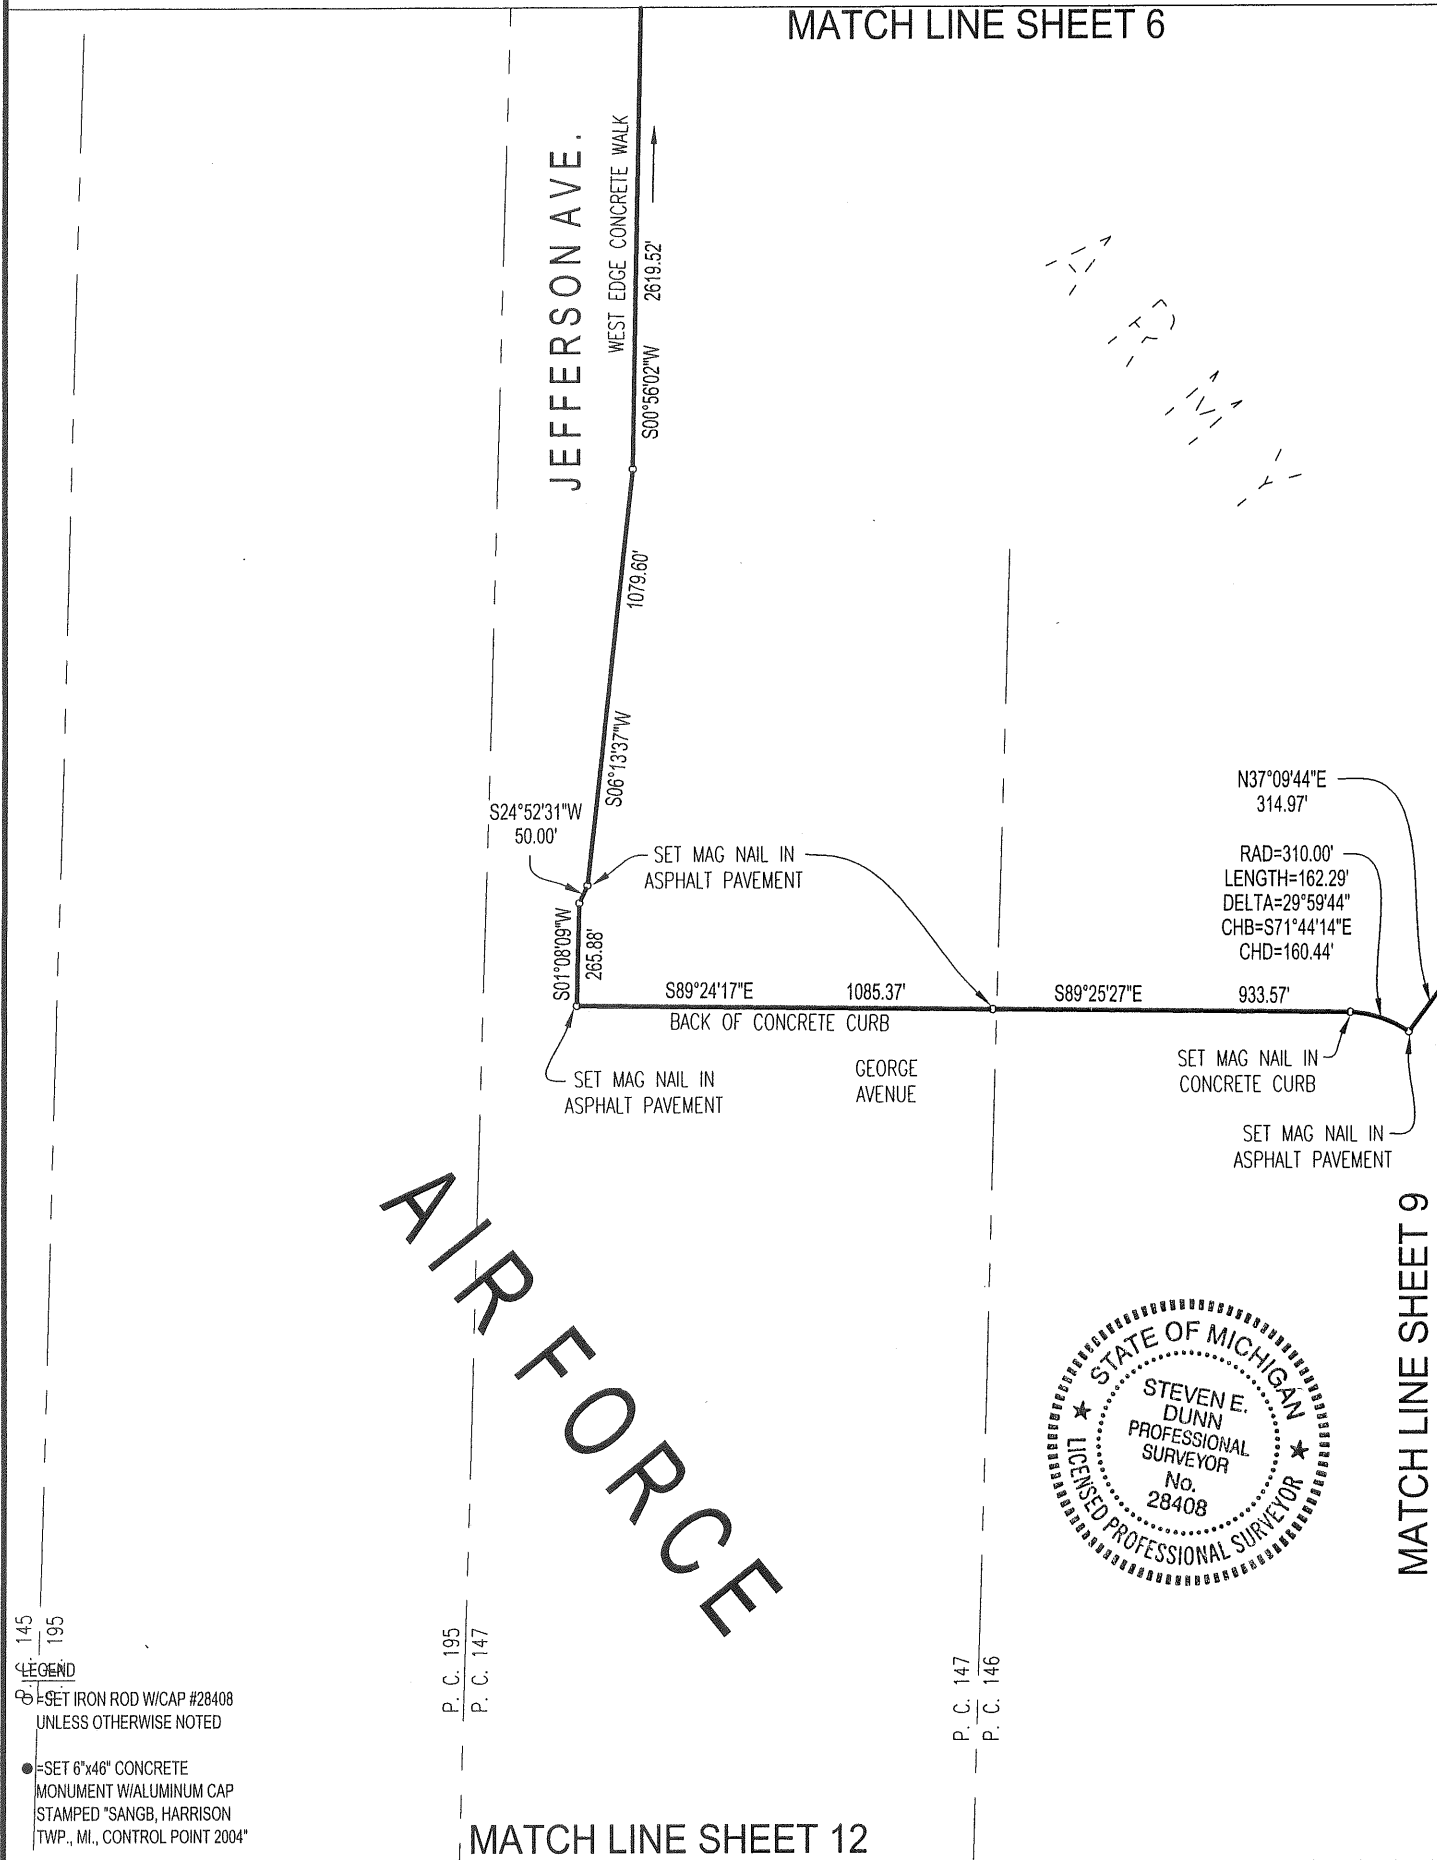 MATCH LINE SHEET 6
JEFFERSON AVE.
WEST EDGE CONCRETE WALK
S00°56'02"W 2619.52'
ARMY
1079.60'
S06°13'37"W
S24°52'31"W
50.00'
SET MAG NAIL IN
ASPHALT PAVEMENT
N37°09'44"E
314.97'
RAD=310.00'
LENGTH=162.29'
DELTA=29°59'44"
CHB=S71°44'14"E
CHD=160.44'
S01°08'09"W
265.88'
S89°24'17"E 1085.37'
S89°25'27"E 933.57'
BACK OF CONCRETE CURB
GEORGE
AVENUE
SET MAG NAIL IN
ASPHALT PAVEMENT
SET MAG NAIL IN
CONCRETE CURB
SET MAG NAIL IN
ASPHALT PAVEMENT
AIR FORCE
MATCH LINE SHEET 9
STATE OF MICHIGAN
STEVEN E.
DUNN
PROFESSIONAL
SURVEYOR
No.
28408
LICENSED PROFESSIONAL SURVEYOR
P. C. 145
P. C. 195
P. C. 195
P. C. 147
P. C. 147
P. C. 146
LEGEND
=SET IRON ROD W/CAP #28408
UNLESS OTHERWISE NOTED
=SET 6"x46" CONCRETE
MONUMENT W/ALUMINUM CAP
STAMPED "SANGB, HARRISON
TWP., MI., CONTROL POINT 2004"
MATCH LINE SHEET 12